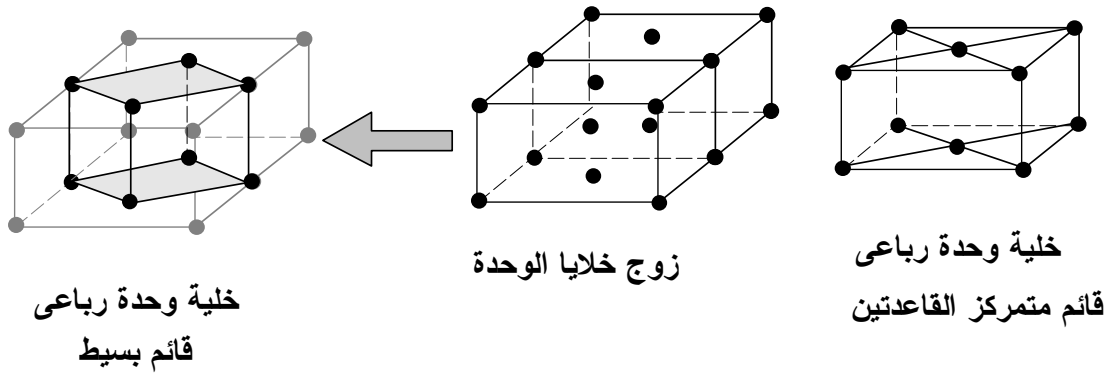 خلية وحدة رباعى
قائم متمركز القاعدتين
زوج خلايا الوحدة
خلية وحدة رباعى
قائم بسيط